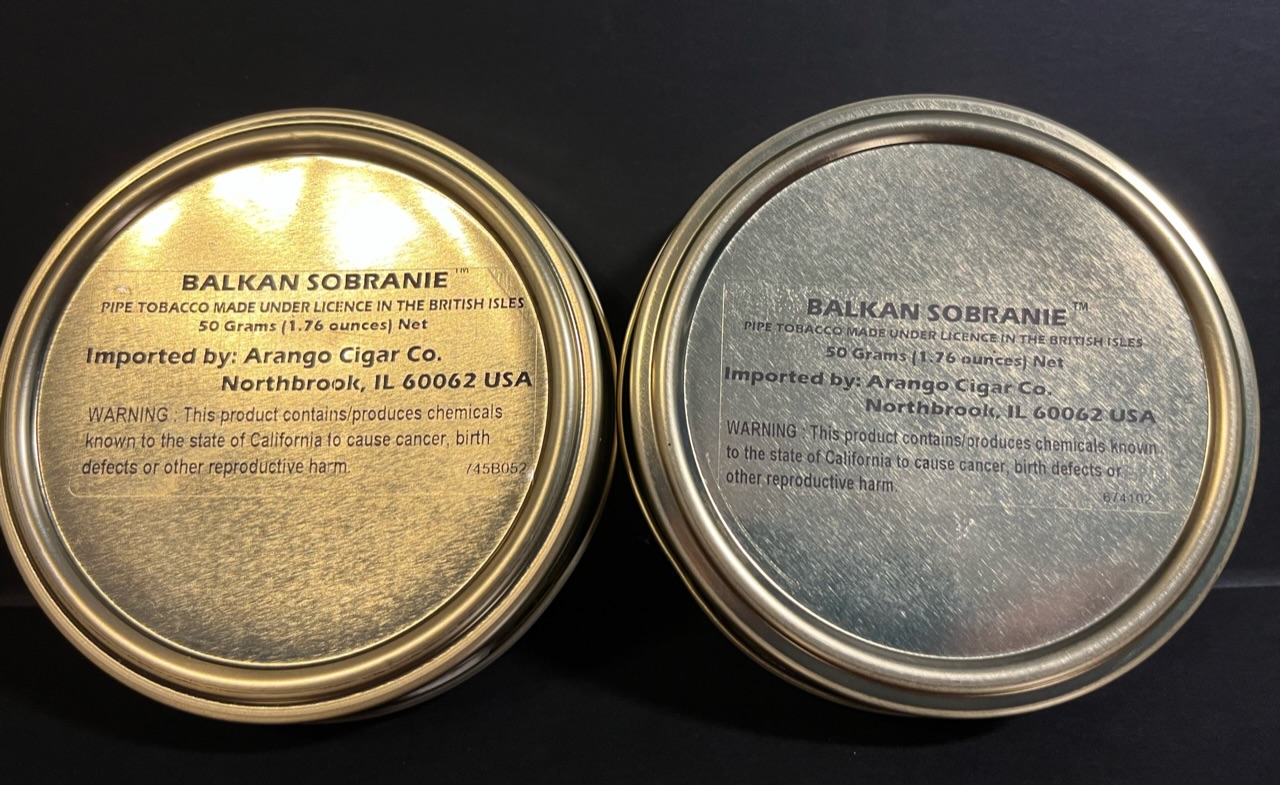 BALKAN SOBRANIE™
PIPE TOBACCO MADE UNDER LICENCE IN THE BRITISH ISLES
50 Grams (1.76 ounces) Net
Imported by: Arango Cigar Co.
Northbrook, IL 60062 USA
WARNING : This product contains/produces chemicals
known to the state of California to cause cancer, birth
defects or other reproductive harm.
745B052
BALKAN SOBRANIE™
PIPE TOBACCO MADE UNDER LICENCE IN THE BRITISH ISLES
50 Grams (1.76 ounces) Net
Imported by: Arango Cigar Co.
Northbrook, IL 60062 USA
WARNING : This product contains/produces chemicals known
to the state of California to cause cancer, birth defects or
other reproductive harm.
674102